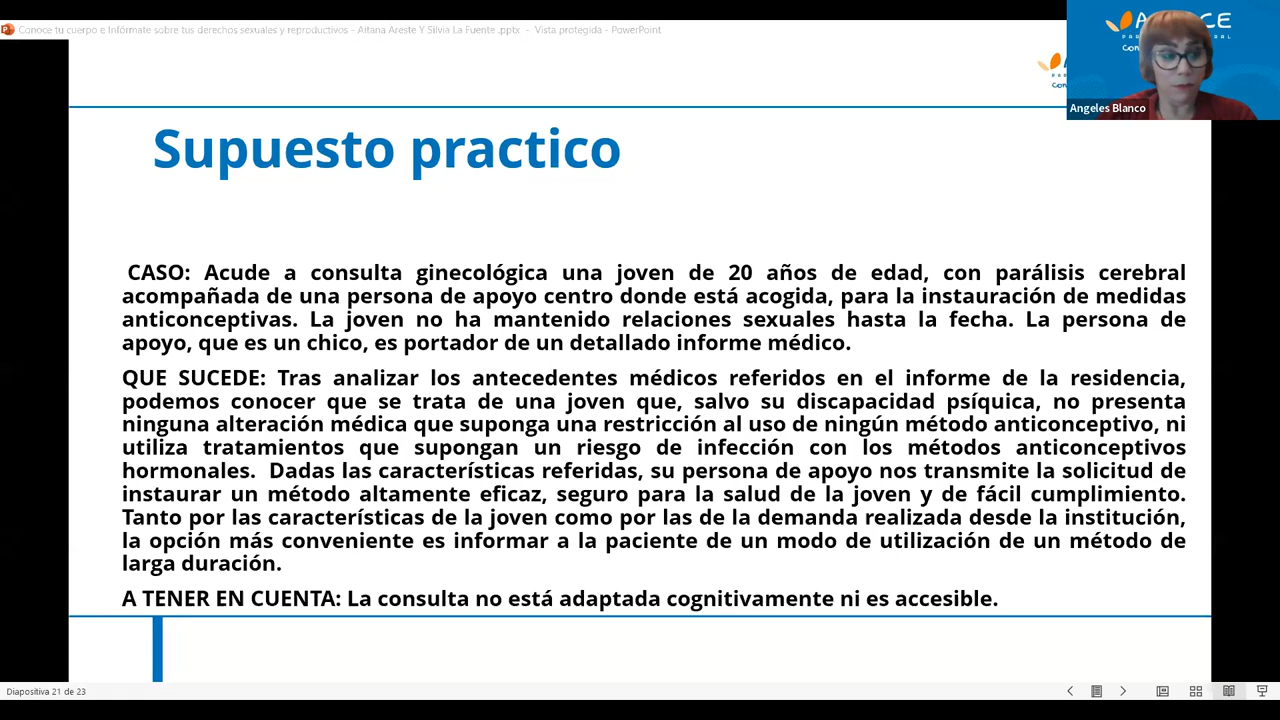 Conoce tu cuerpo e Infórmate sobre tus derechos sexuales y reproductivos - Aitana Areste Y Silvia La Fuente .pptx - Vista protegida - PowerPoint
CE
Con
Angeles Blanco
Supuesto practico
CASO: Acude a consulta ginecológica una joven de 20 años de edad, con parálisis cerebral
acompañada de una persona de apoyo centro donde está acogida, para la instauración de medidas
anticonceptivas. La joven no ha mantenido relaciones sexuales hasta la fecha. La persona de
apoyo, que es un chico, es portador de un detallado informe médico.
QUE SUCEDE: Tras analizar los antecedentes médicos referidos en el informe de la residencia,
podemos conocer que se trata de una joven que, salvo su discapacidad psíquica, no presenta
ninguna alteración médica que suponga una restricción al uso de ningún método anticonceptivo, ni
utiliza tratamientos que supongan un riesgo de infección con los métodos anticonceptivos
hormonales. Dadas las características referidas, su persona de apoyo nos transmite la solicitud de
instaurar un método altamente eficaz, seguro para la salud de la joven y de fácil cumplimiento.
Tanto por las características de la joven como por las de la demanda realizada desde la institución,
la opción más conveniente es informar a la paciente de un modo de utilización de un método de
larga duración.
A TENER EN CUENTA: La consulta no está adaptada cognitivamente ni es accesible.
Diapositiva 21 de 23